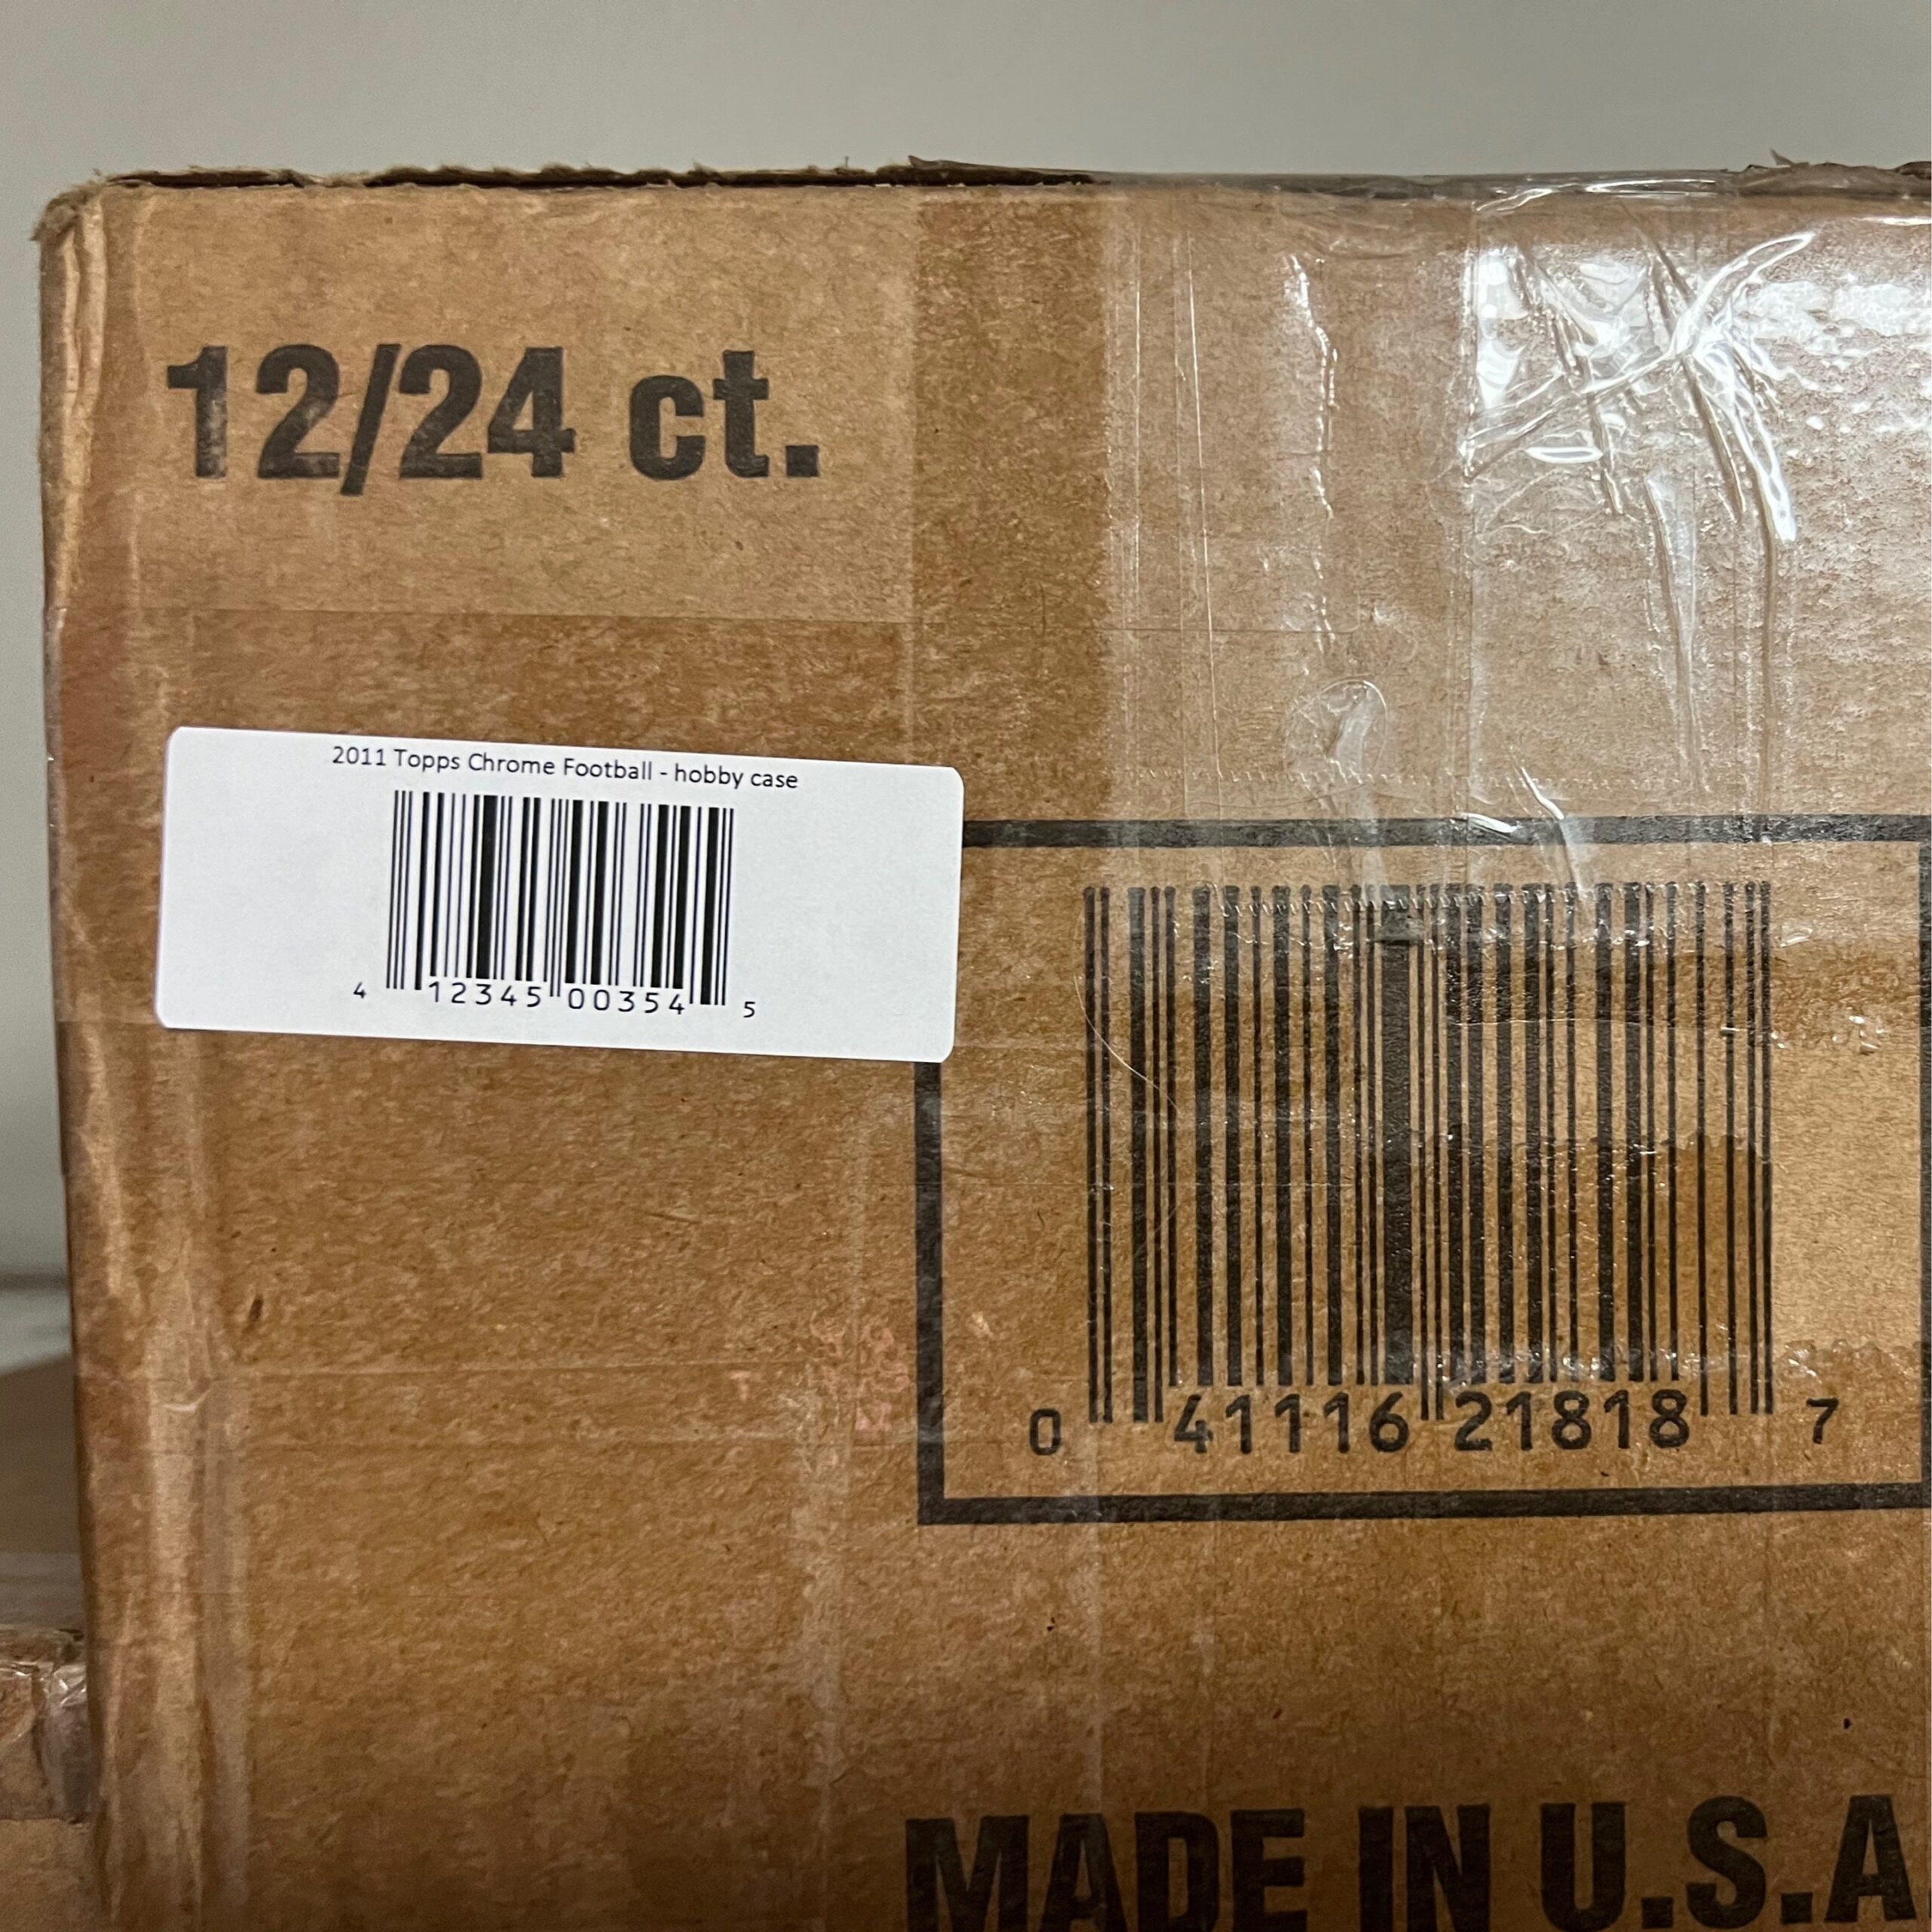 12/24 ct.
2011 Topps Chrome Football - hobby case
4 12345 00354 5
0 41116 21818 7
MADE IN U.S.A